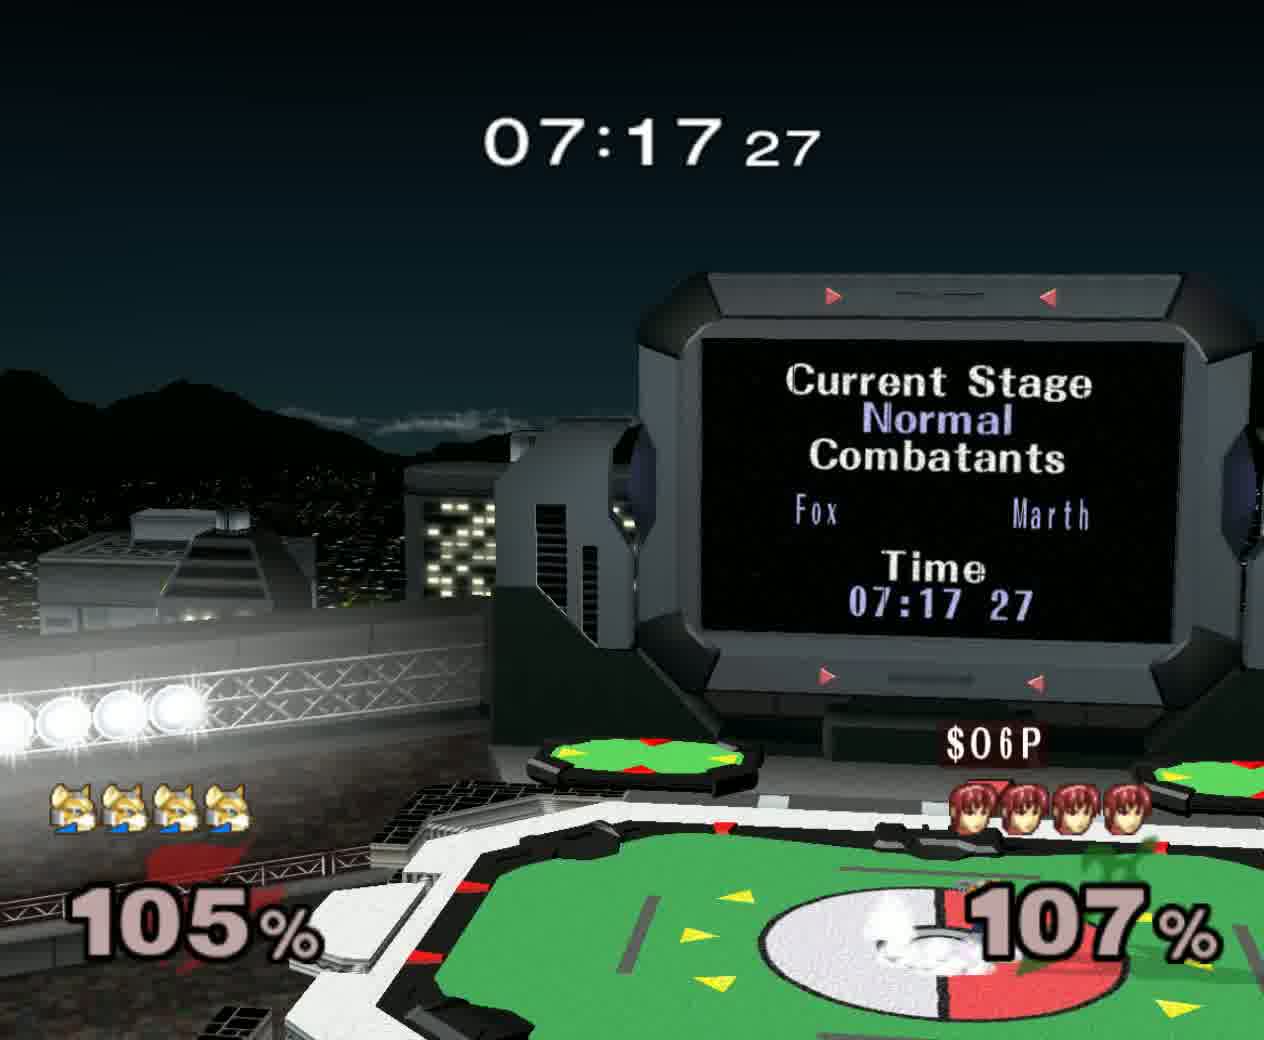 07:17 27
Current Stage
Normal
Combatants
Fox Marth
Time
07:17 27
$06P
105%
107%